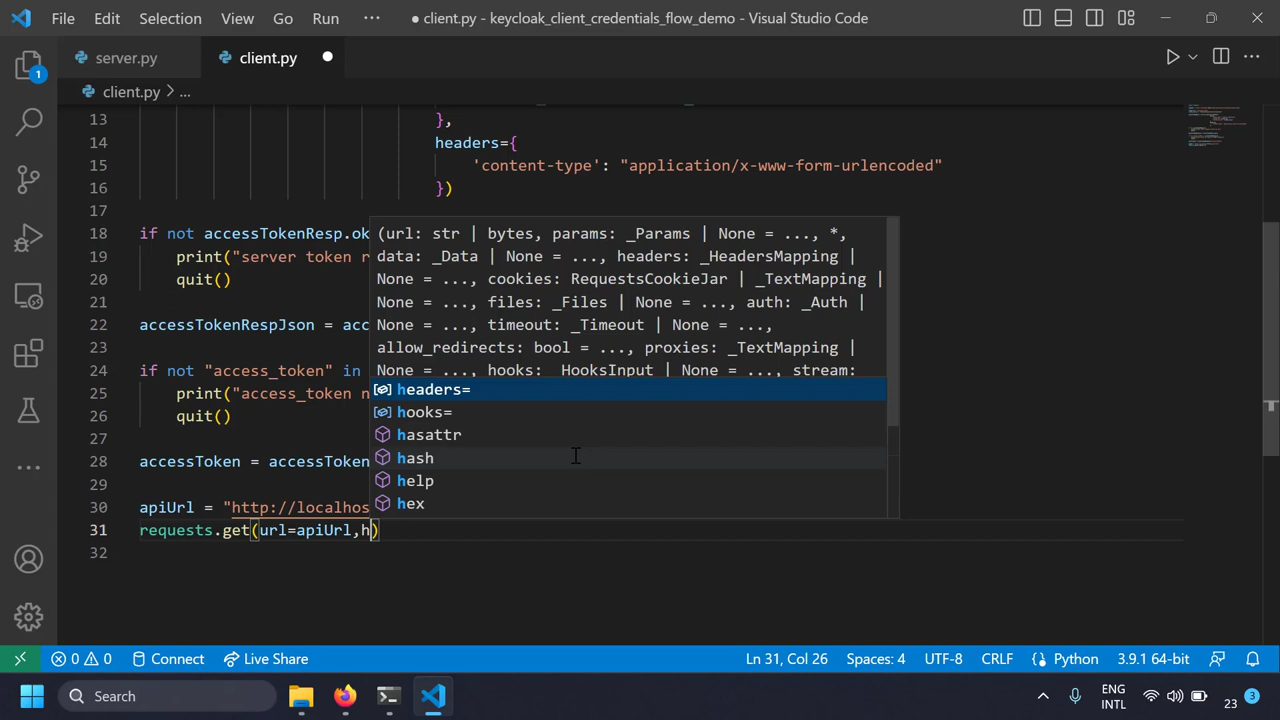 File Edit Selection View Go Run ··· ● client.py - keycloak_client_credentials_flow_demo - Visual Studio Code
server.py client.py ●
client.py > ...
13 },
14 headers={
15 'content-type': "application/x-www-form-urlencoded"
16 })
17
18 if not accessTokenResp.ok
19 print("server token r
20 quit()
21
22 accessTokenRespJson = acc
23
24 if not "access_token" in
25 print("access_token n
26 quit()
27
28 accessToken = accessToken
29
30 apiUrl = "http://localhos
31 requests.get(url=apiUrl,h)
32
(url: str | bytes, params: _Params | None = ..., *,
data: _Data | None = ..., headers: _HeadersMapping |
None = ..., cookies: RequestsCookieJar | _TextMapping |
None = ..., files: _Files | None = ..., auth: _Auth |
None = ..., timeout: _Timeout | None = ...,
allow_redirects: bool = ..., proxies: _TextMapping |
None = ..., hooks: _HooksInput | None = ..., stream:
headers=
hooks=
hasattr
hash
help
hex
1
0 0 Connect Live Share Ln 31, Col 26 Spaces: 4 UTF-8 CRLF Python 3.9.1 64-bit
Search ENG
INTL 23 3